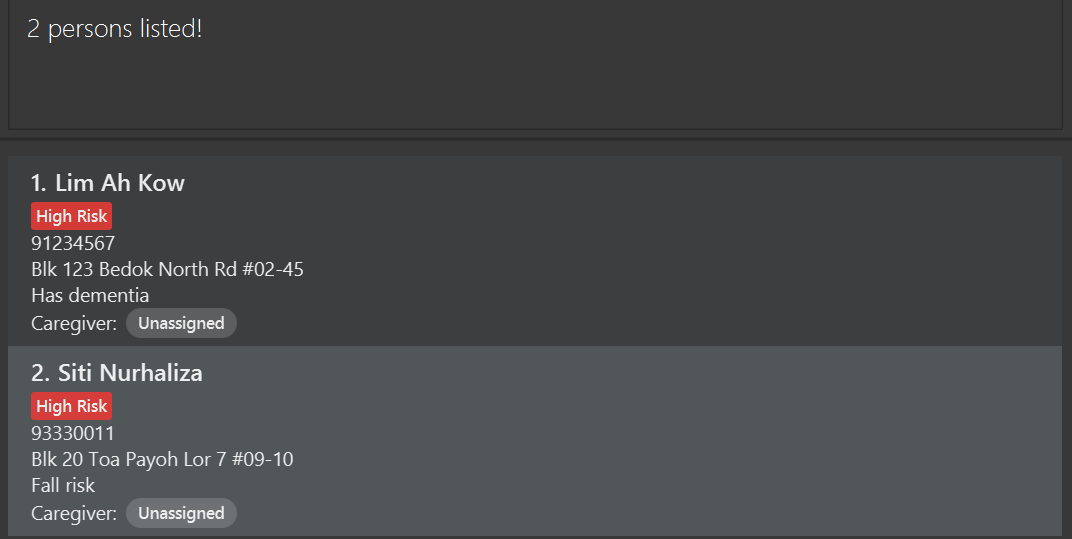 2 persons listed!
1. Lim Ah Kow
High Risk
91234567
Blk 123 Bedok North Rd #02-45
Has dementia
Caregiver: Unassigned
2. Siti Nurhaliza
High Risk
93330011
Blk 20 Toa Payoh Lor 7 #09-10
Fall risk
Caregiver: Unassigned